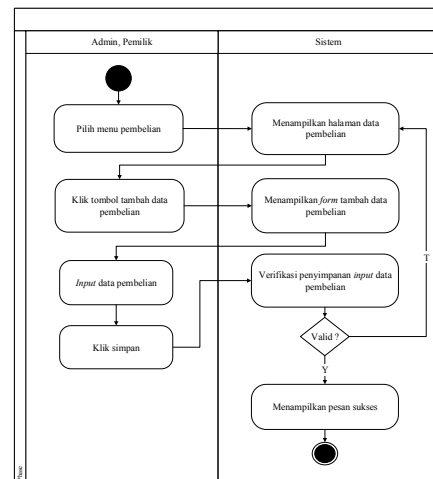 Admin, Pemilik
Sistem
Pilih menu pembelian
Menampilkan halaman data
pembelian
Klik tombol tambah data
pembelian
Menampilkan form tambah data
pembelian
Input data pembelian
Verifikasi penyimpanan input data
pembelian
T
Klik simpan
Valid ?
Y
Menampilkan pesan sukses
Phase